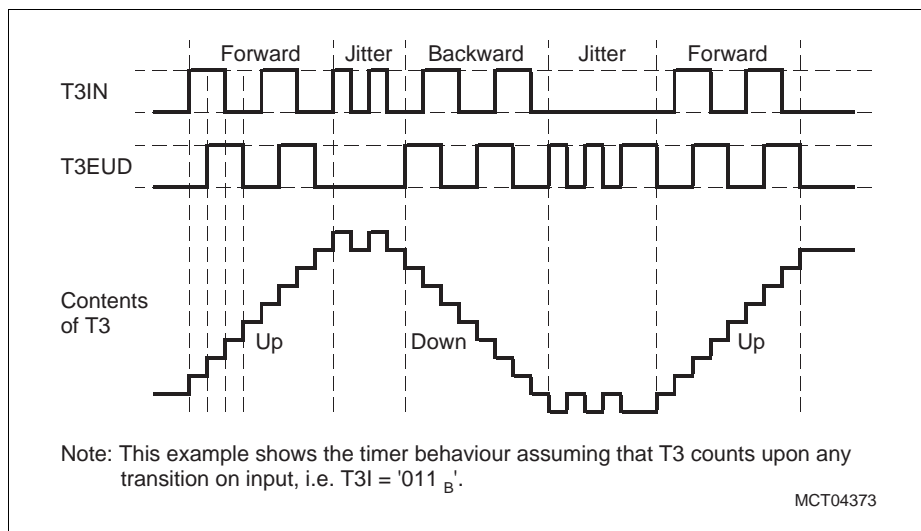 Forward Jitter Backward Jitter Forward
T3IN
T3EUD
Contents
of T3
Up Down Up
Note: This example shows the timer behaviour assuming that T3 counts upon any
transition on input, i.e. T3I = '011 B'.
MCT04373